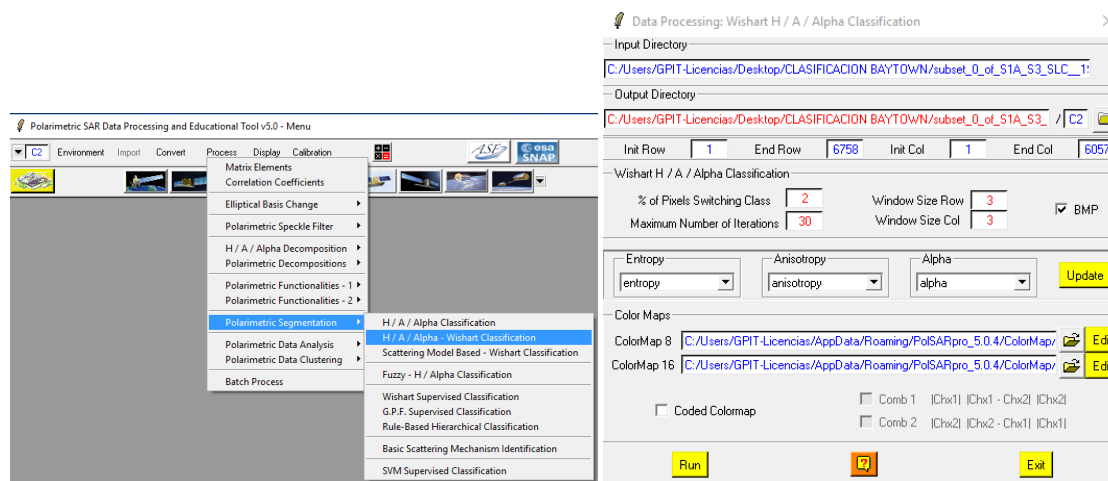 Polarimetric SAR Data Processing and Educational Tool v5.0 - Menu
C2 Environment Import Convert Process Display Calibration ASF esa SNAP
Matrix Elements
Correlation Coefficients
Elliptical Basis Change
Polarimetric Speckle Filter
H / A / Alpha Decomposition
Polarimetric Decompositions
Polarimetric Functionalities - 1
Polarimetric Functionalities - 2
Polarimetric Segmentation
Polarimetric Data Analysis
Polarimetric Data Clustering
Batch Process
H / A / Alpha Classification
H / A / Alpha - Wishart Classification
Scattering Model Based - Wishart Classification
Fuzzy - H / Alpha Classification
Wishart Supervised Classification
G.P.F. Supervised Classification
Rule-Based Hierarchical Classification
Basic Scattering Mechanism Identification
SVM Supervised Classification
Data Processing: Wishart H / A / Alpha Classification
Input Directory
C:/Users/GPIT-Licencias/Desktop/CLASIFICACION BAYTOWN/subset_0_of_S1A_S3_SLC__1
Output Directory
C:/Users/GPIT-Licencias/Desktop/CLASIFICACION BAYTOWN/subset_0_of_S1A_S3_ / C2
Init Row 1 End Row 6758 Init Col 1 End Col 6057
Wishart H / A / Alpha Classification
% of Pixels Switching Class 2 Window Size Row 3
Maximum Number of Iterations 30 Window Size Col 3 BMP
Entropy Anisotropy Alpha
entropy anisotropy alpha Update
Color Maps
ColorMap 8 C:/Users/GPIT-Licencias/AppData/Roaming/PolSARpro_5.0.4/ColorMap/ Edi
ColorMap 16 C:/Users/GPIT-Licencias/AppData/Roaming/PolSARpro_5.0.4/ColorMap/ Edi
Coded Colormap
Comb 1 |Chx1| |Chx1 - Chx2| |Chx2|
Comb 2 |Chx2| |Chx2 - Chx1| |Chx1|
Run ? Exit